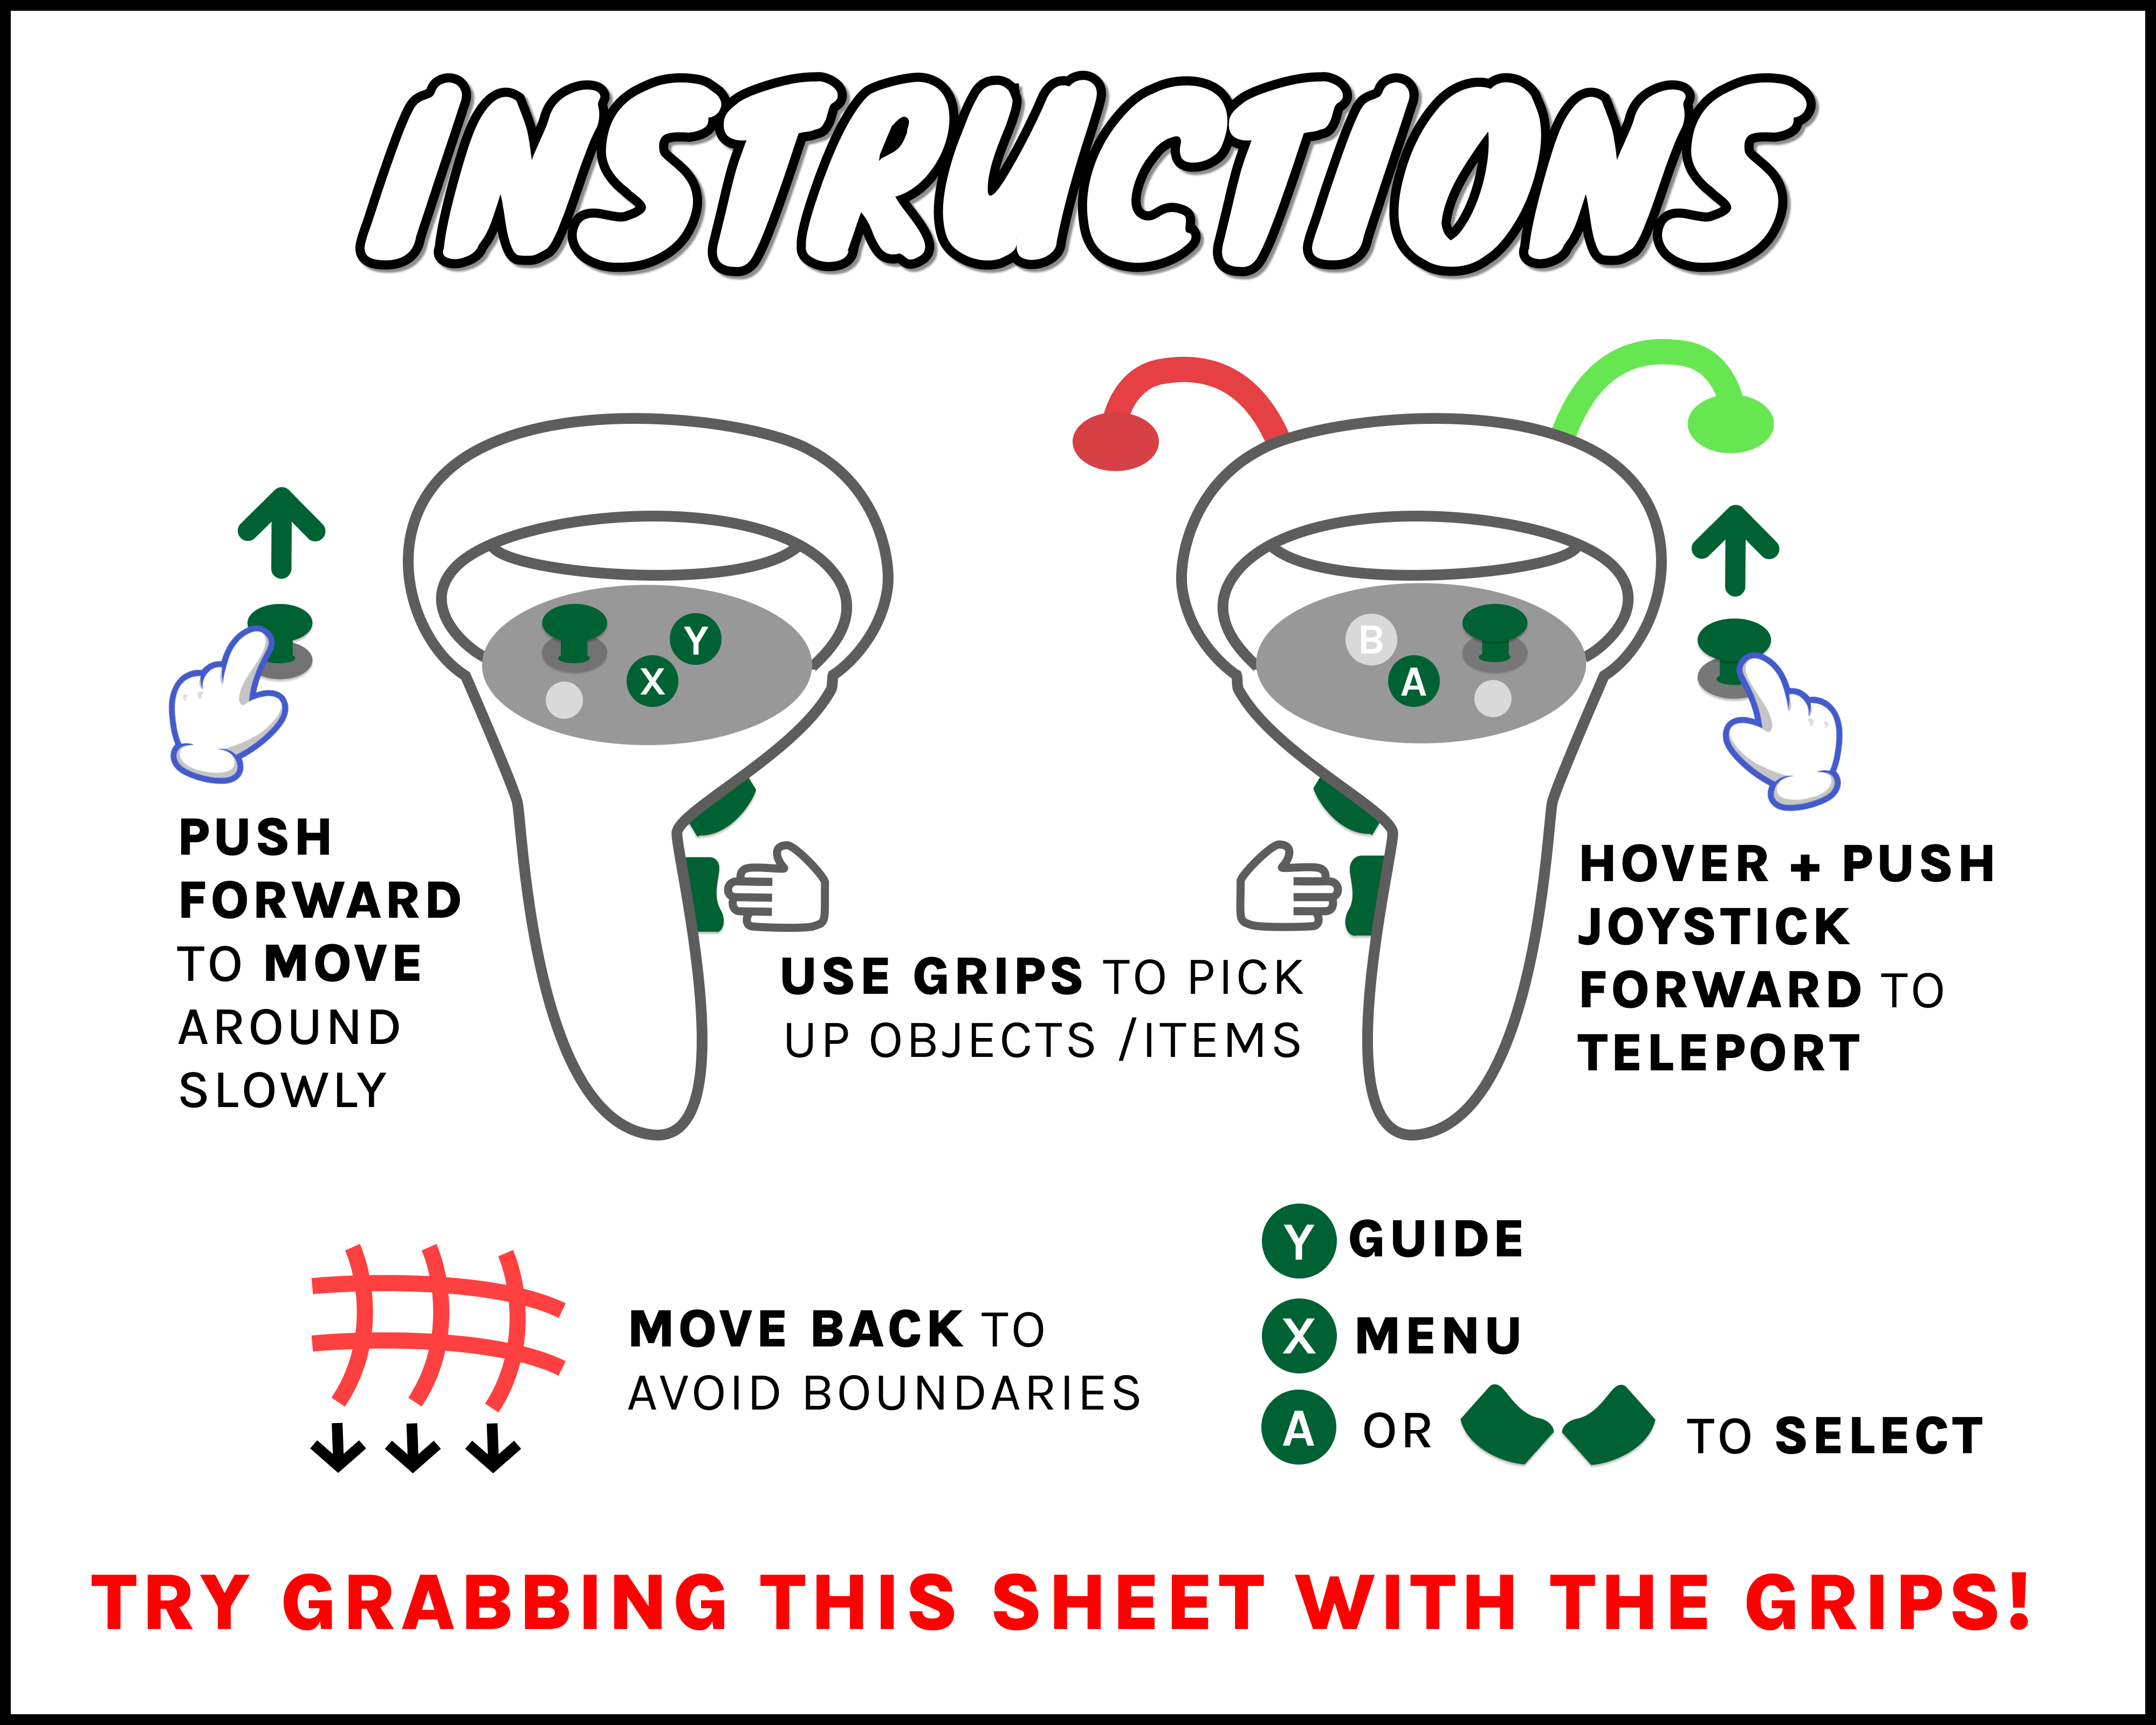 INSTRUCTIONS
Y
X
B
A
PUSH
FORWARD
TO MOVE
AROUND
SLOWLY
USE GRIPS TO PICK
UP OBJECTS /ITEMS
HOVER + PUSH
JOYSTICK
FORWARD TO
TELEPORT
MOVE BACK TO
AVOID BOUNDARIES
Y GUIDE
X MENU
A OR TO SELECT
TRY GRABBING THIS SHEET WITH THE GRIPS!